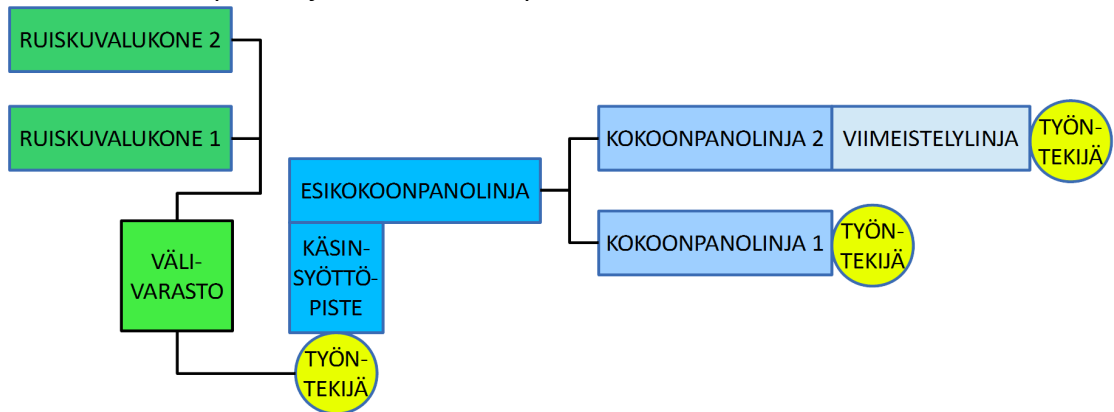 RUISKUVALUKONE 2
RUISKUVALUKONE 1
VÄLI-
VARASTO
ESIKOKOONPANOLINJA
KÄSIN-
SYÖTTÖ-
PISTE
TYÖN-
TEKIJÄ
KOKOONPANOLINJA 2
VIIMEISTELYLINJA
TYÖN-
TEKIJÄ
KOKOONPANOLINJA 1
TYÖN-
TEKIJÄ